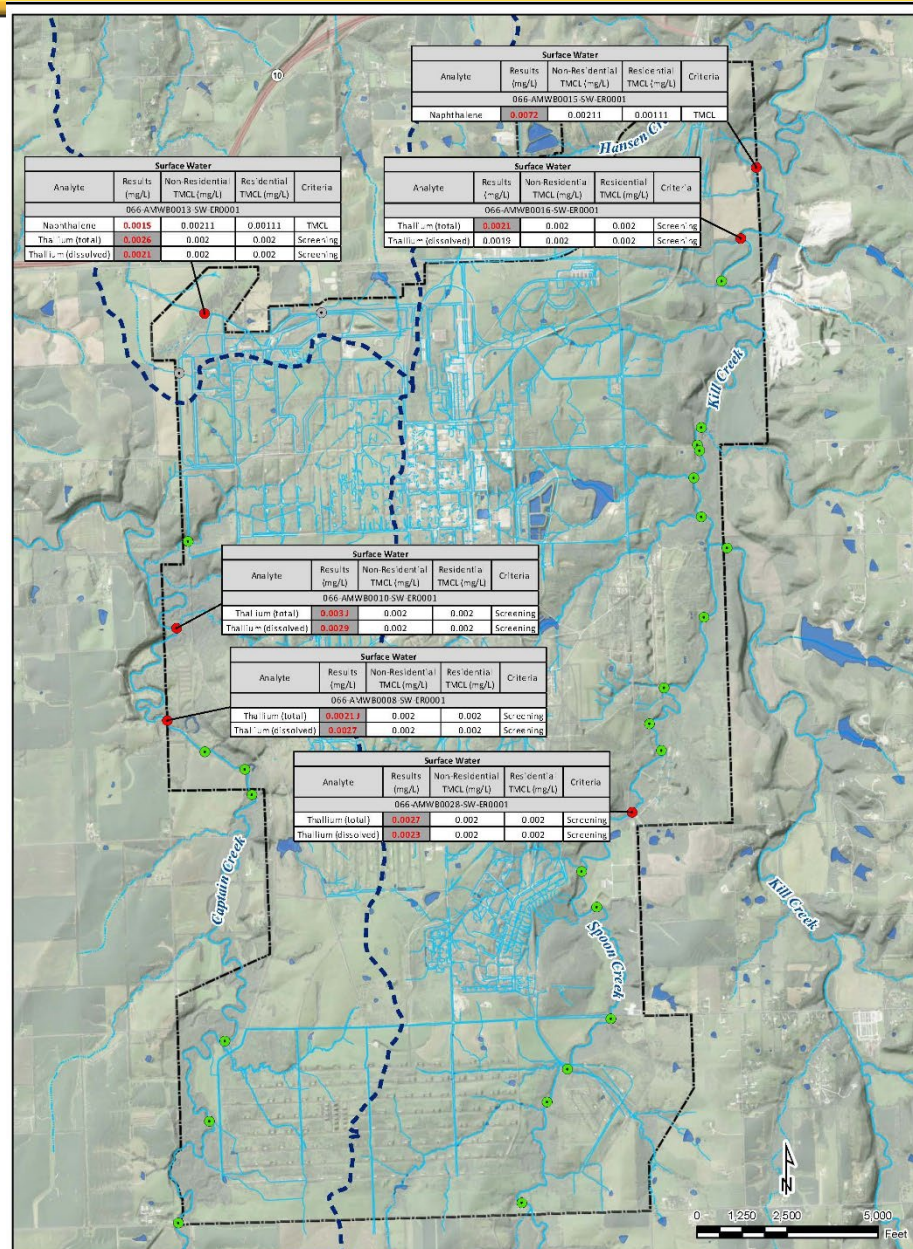 10
Surface Water
Analyte Results (mg/L) Non-Residential TMCL (mg/L) Residential TMCL (mg/L) Criteria
066-AMWB0015-SW-ER0001
Naphthalene 0.0072 0.00211 0.00111 TMCL
Hansen
Surface Water
Analyte Results (mg/L) Non-Residential TMCL (mg/L) Residential TMCL (mg/L) Criteria
066-AMWB0013-SW-ER0001
Naphthalene 0.0015 0.00211 0.00111 TMCL
Thallium (total) 0.0026 0.002 0.002 Screening
Thallium (dissolved) 0.0021 0.002 0.002 Screening
Surface Water
Analyte Results (mg/L) Non-Residential TMCL (mg/L) Residential TMCL (mg/L) Criteria
066-AMWB0016-SW-ER0001
Thallium (total) 0.0021 0.002 0.002 Screening
Thallium (dissolved) 0.0019 0.002 0.002 Screening
Kill Creek
Surface Water
Analyte Results (mg/L) Non-Residential TMCL (mg/L) Residential TMCL (mg/L) Criteria
066-AMWB0010-SW-ER0001
Thallium (total) 0.003 J 0.002 0.002 Screening
Thallium (dissolved) 0.0029 0.002 0.002 Screening
Surface Water
Analyte Results (mg/L) Non-Residential TMCL (mg/L) Residential TMCL (mg/L) Criteria
066-AMWB0008-SW-ER0001
Thallium (total) 0.0021 J 0.002 0.002 Screening
Thallium (dissolved) 0.0027 0.002 0.002 Screening
Surface Water
Analyte Results (mg/L) Non-Residential TMCL (mg/L) Residential TMCL (mg/L) Criteria
066-AMWB0028-SW-ER0001
Thallium (total) 0.0027 0.002 0.002 Screening
Thallium (dissolved) 0.0023 0.002 0.002 Screening
Captain Creek
Kill Creek
Spoon Creek
N
0 1,250 2,500 5,000
Feet